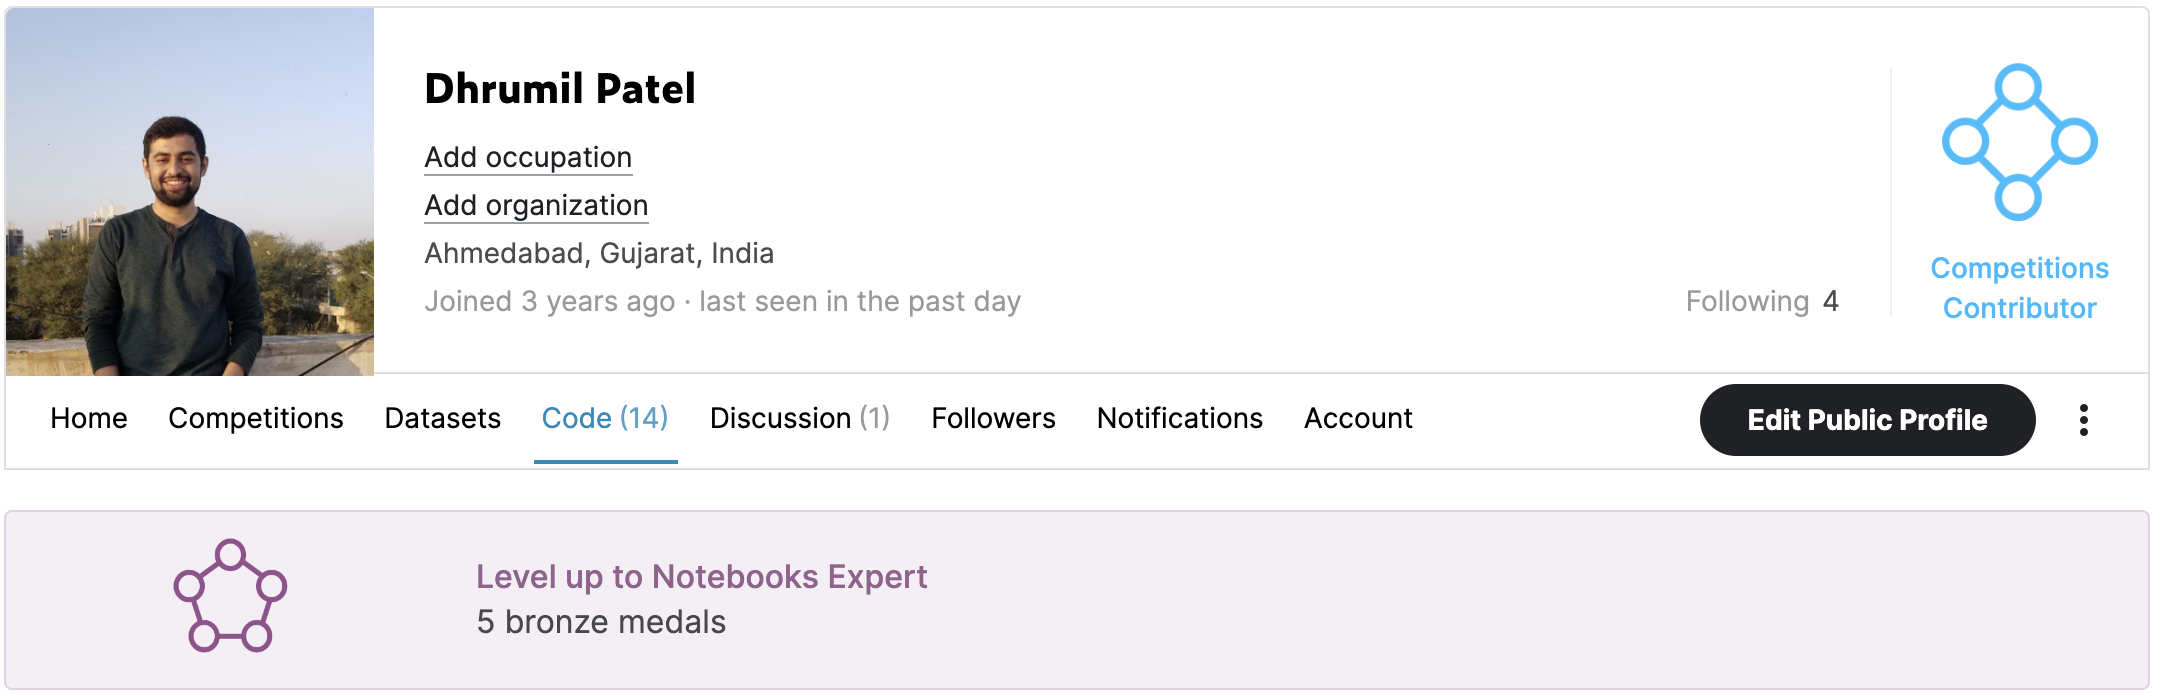 Dhrumil Patel
Add occupation
Add organization
Ahmedabad, Gujarat, India
Joined 3 years ago · last seen in the past day
Following 4
Competitions
Contributor
Home Competitions Datasets Code (14) Discussion (1) Followers Notifications Account Edit Public Profile
Level up to Notebooks Expert
5 bronze medals